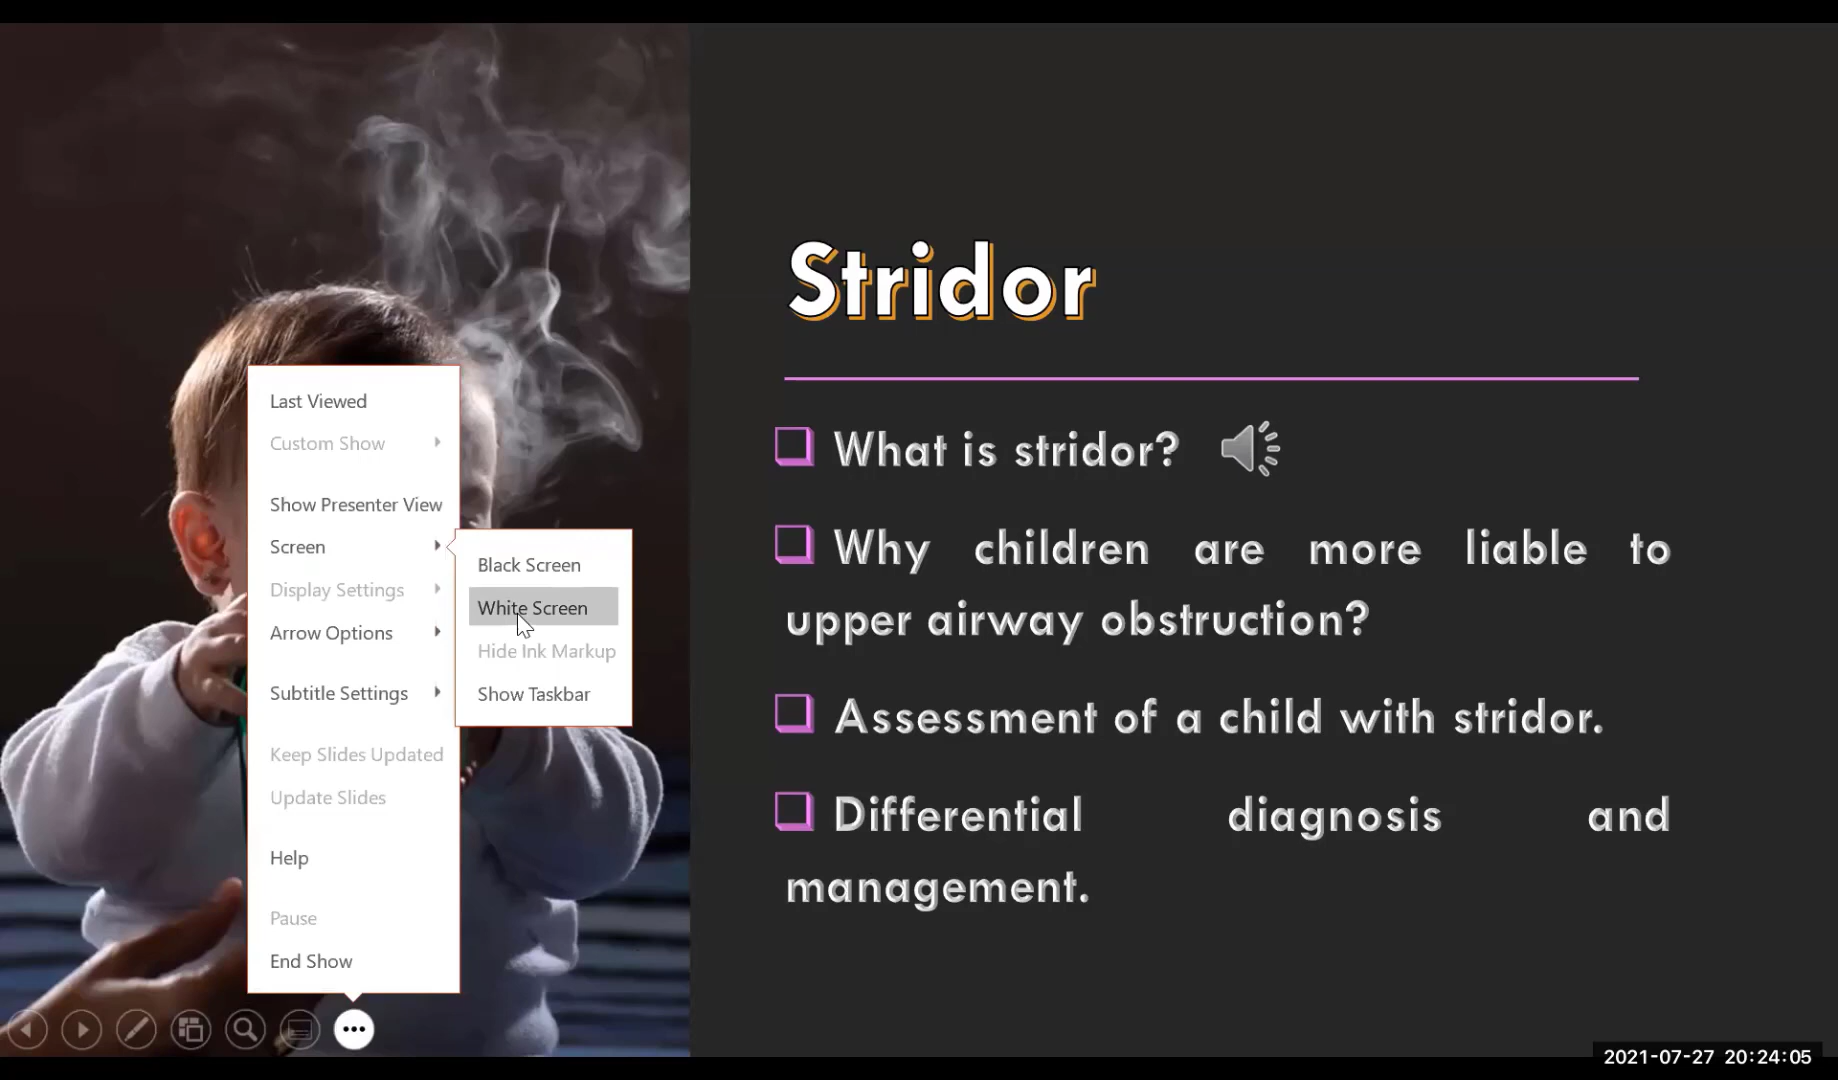 Stridor
What is stridor?
Why children are more liable to
upper airway obstruction?
Assessment of a child with stridor.
Differential diagnosis and
management.
Last Viewed
Custom Show
Show Presenter View
Screen
Display Settings
Arrow Options
Subtitle Settings
Keep Slides Updated
Update Slides
Help
Pause
End Show
Black Screen
White Screen
Hide Ink Markup
Show Taskbar
2021-07-27 20:24:05